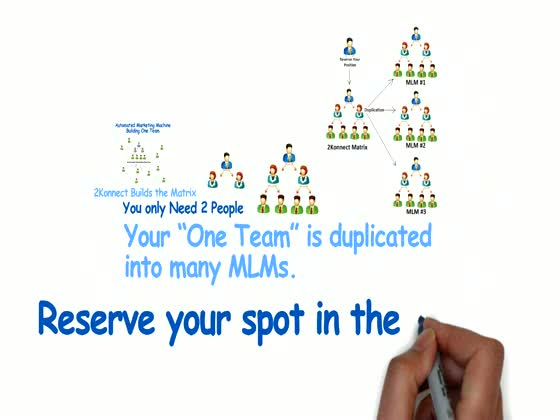 Reserve Your
Position
Duplication
MLM #1
2Konnect Matrix
MLM #2
MLM #3
Automated Marketing Machine
Building One Team
2Konnect Builds the Matrix
You only Need 2 People
Your “One Team” is duplicated
into many MLMs.
Reserve your spot in the